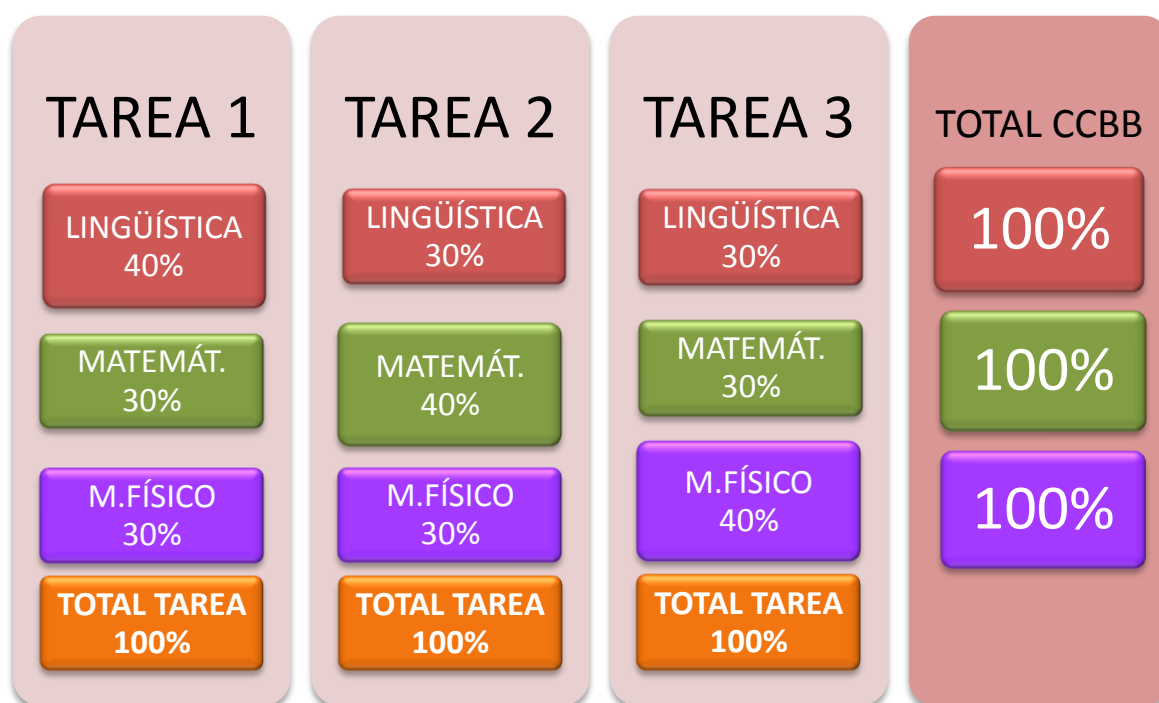 TAREA 1
LINGÜÍSTICA
40%
MATEMÁT.
30%
M.FÍSICO
30%
TOTAL TAREA
100%
TAREA 2
LINGÜÍSTICA
30%
MATEMÁT.
40%
M.FÍSICO
30%
TOTAL TAREA
100%
TAREA 3
LINGÜÍSTICA
30%
MATEMÁT.
30%
M.FÍSICO
40%
TOTAL TAREA
100%
TOTAL CCBB
100%
100%
100%